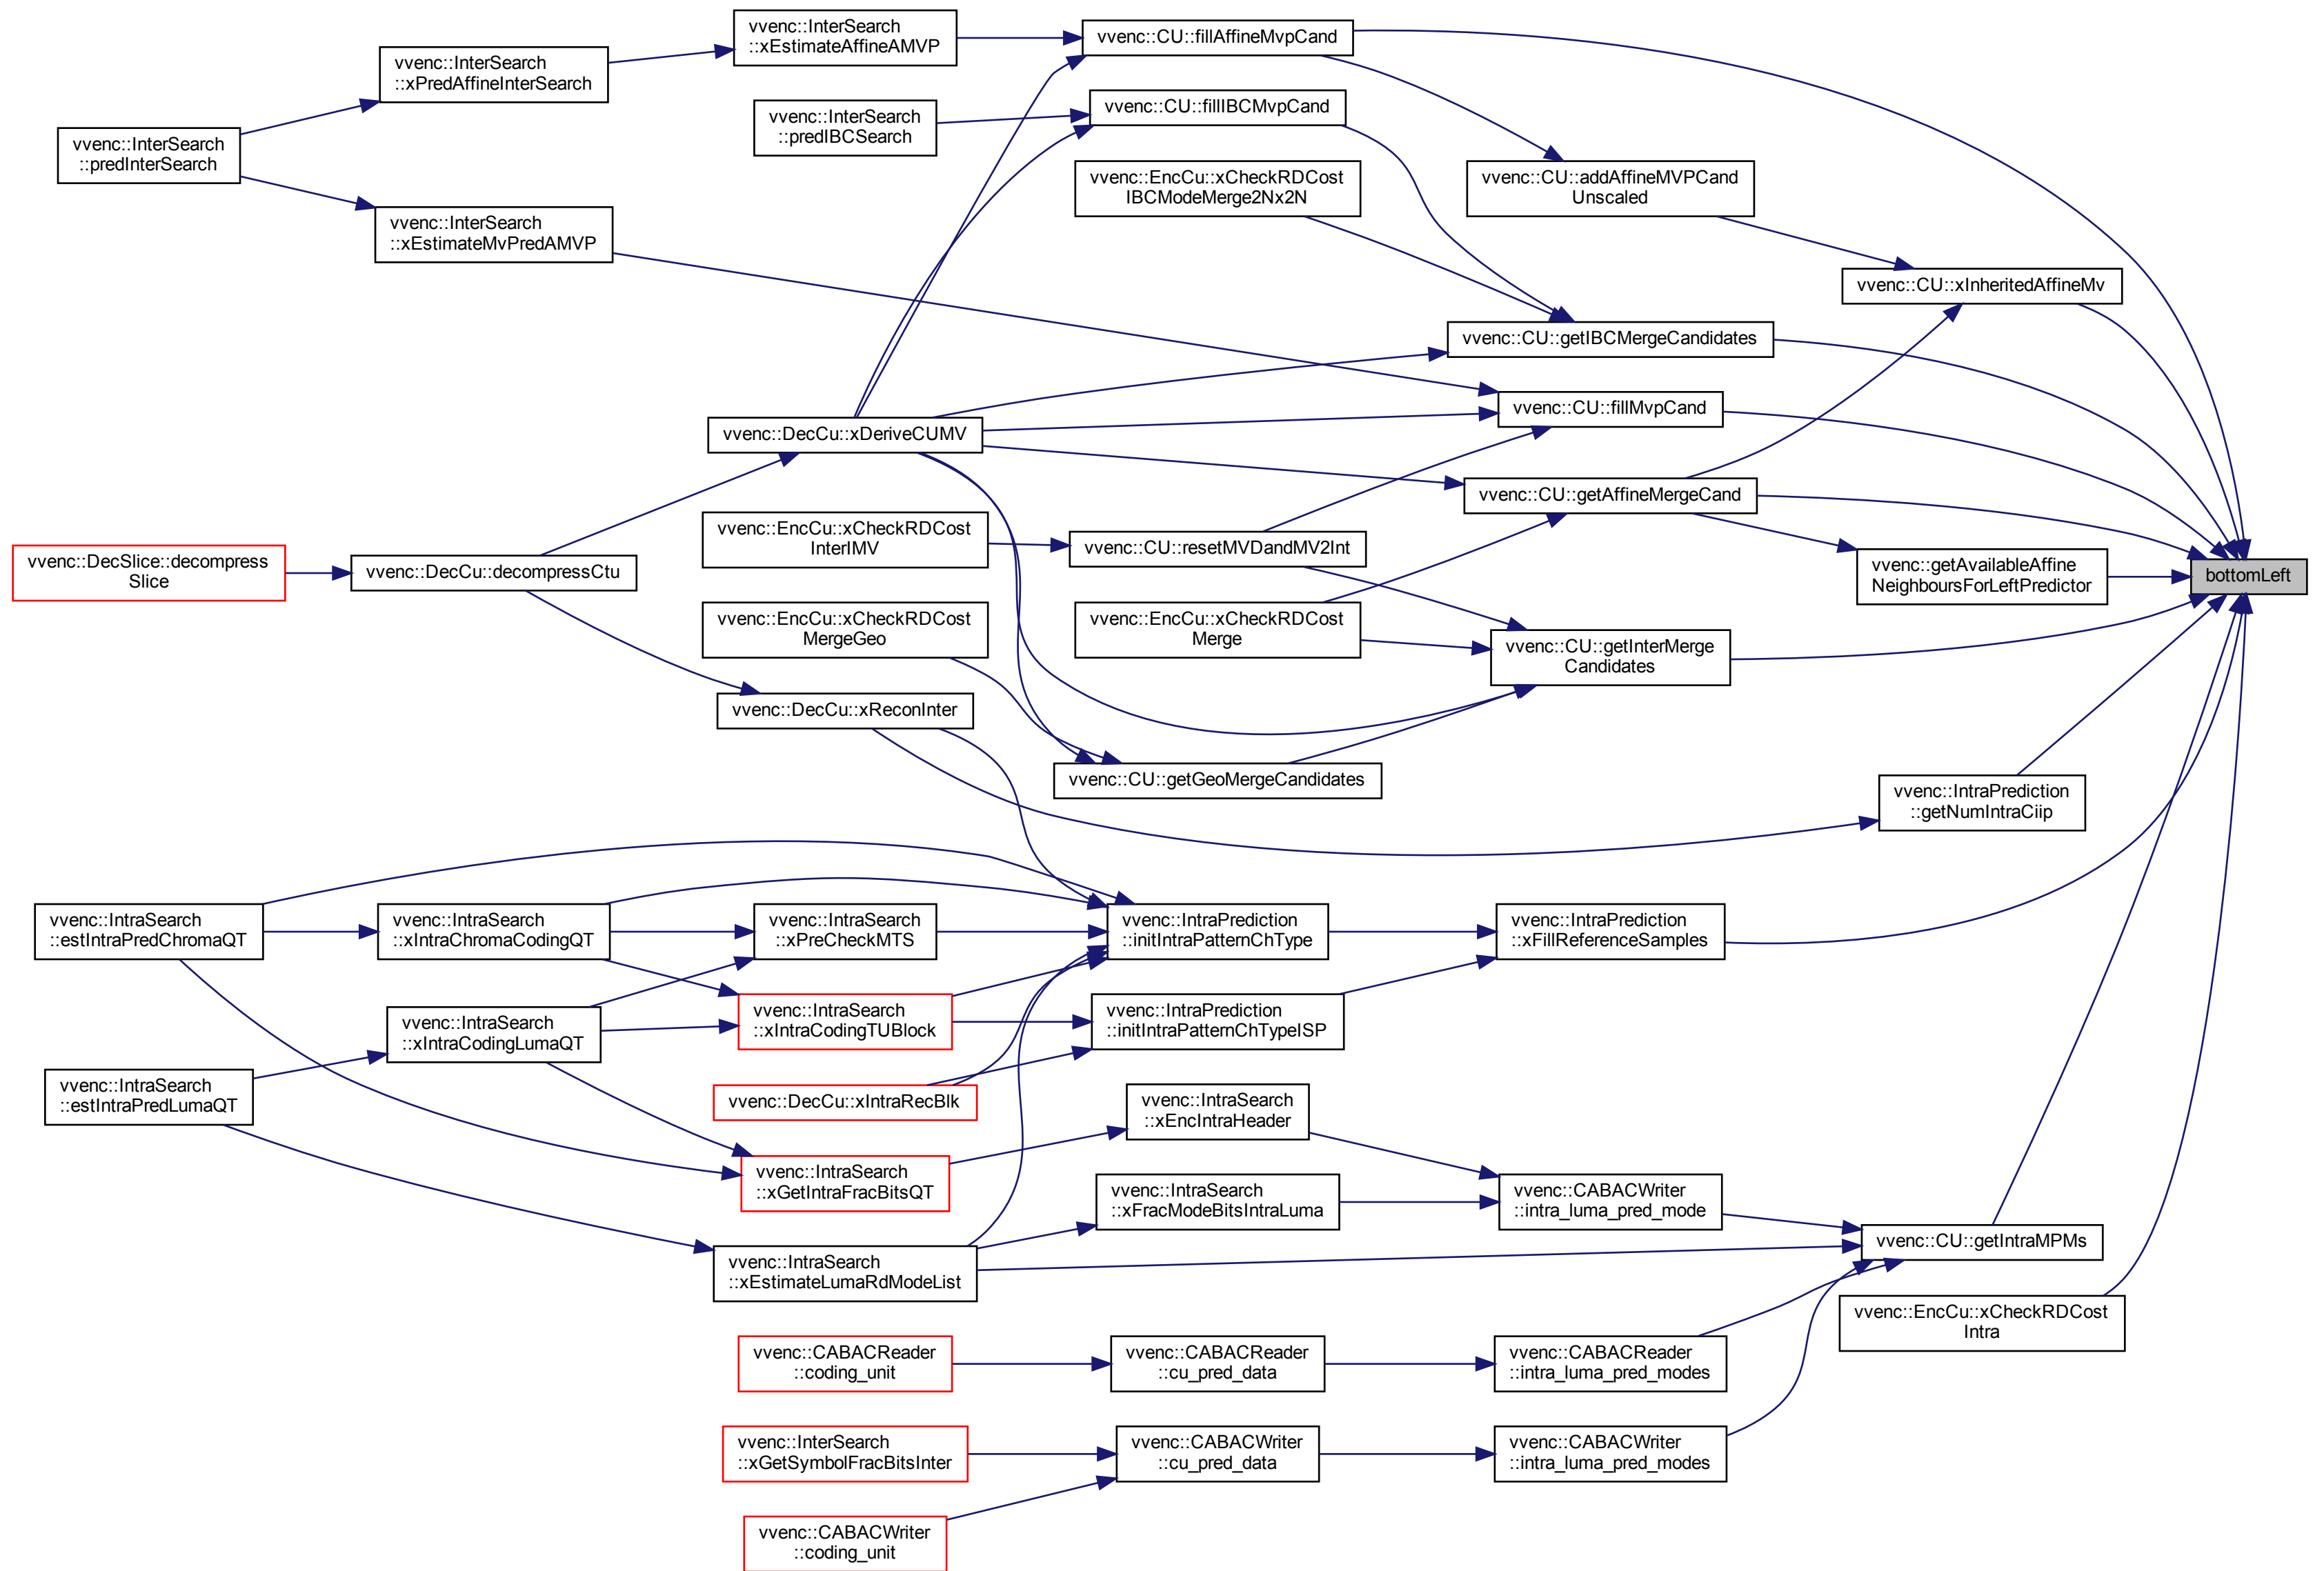 vvenc::InterSearch
::xEstimateAffineAMVP
vvenc::CU::fillAffineMvpCand
vvenc::InterSearch
::xPredAffineInterSearch
vvenc::InterSearch
::predIBCSearch
vvenc::CU::fillIBCMvpCand
vvenc::InterSearch
::predInterSearch
vvenc::EncCu::xCheckRDCost
IBCModeMerge2Nx2N
vvenc::CU::addAffineMVPCand
Unscaled
vvenc::InterSearch
::xEstimateMvPredAMVP
vvenc::CU::xInheritedAffineMv
vvenc::CU::getIBCMergeCandidates
vvenc::CU::fillMvpCand
vvenc::DecCu::xDeriveCUMV
vvenc::CU::getAffineMergeCand
vvenc::EncCu::xCheckRDCost
InterIMV
vvenc::CU::resetMVDandMV2Int
vvenc::DecSlice::decompress
Slice
vvenc::DecCu::decompressCtu
vvenc::getAvailableAffine
NeighboursForLeftPredictor
bottomLeft
vvenc::EncCu::xCheckRDCost
MergeGeo
vvenc::EncCu::xCheckRDCost
Merge
vvenc::CU::getInterMerge
Candidates
vvenc::DecCu::xReconInter
vvenc::CU::getGeoMergeCandidates
vvenc::IntraPrediction
::getNumIntraCiip
vvenc::IntraSearch
::estIntraPredChromaQT
vvenc::IntraSearch
::xIntraChromaCodingQT
vvenc::IntraSearch
::xPreCheckMTS
vvenc::IntraPrediction
::initIntraPatternChType
vvenc::IntraPrediction
::xFillReferenceSamples
vvenc::IntraSearch
::xIntraCodingLumaQT
vvenc::IntraSearch
::xIntraCodingTUBlock
vvenc::IntraPrediction
::initIntraPatternChTypeISP
vvenc::IntraSearch
::estIntraPredLumaQT
vvenc::DecCu::xIntraRecBlk
vvenc::IntraSearch
::xEncIntraHeader
vvenc::IntraSearch
::xGetIntraFracBitsQT
vvenc::IntraSearch
::xFracModeBitsIntraLuma
vvenc::CABACWriter
::intra_luma_pred_mode
vvenc::CU::getIntraMPMs
vvenc::IntraSearch
::xEstimateLumaRdModeList
vvenc::EncCu::xCheckRDCost
Intra
vvenc::CABACReader
::coding_unit
vvenc::CABACReader
::cu_pred_data
vvenc::CABACReader
::intra_luma_pred_modes
vvenc::InterSearch
::xGetSymbolFracBitsInter
vvenc::CABACWriter
::cu_pred_data
vvenc::CABACWriter
::intra_luma_pred_modes
vvenc::CABACWriter
::coding_unit